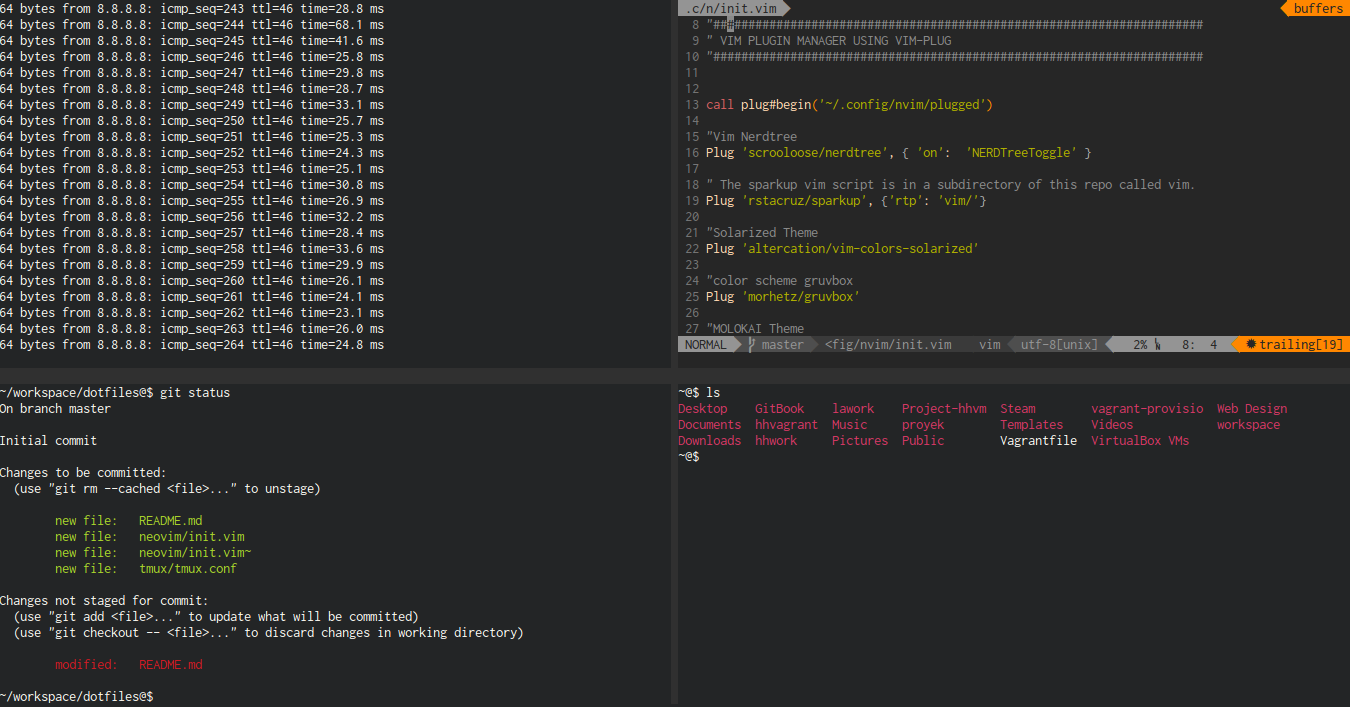 64 bytes from 8.8.8.8: icmp_seq=243 ttl=46 time=28.8 ms
64 bytes from 8.8.8.8: icmp_seq=244 ttl=46 time=68.1 ms
64 bytes from 8.8.8.8: icmp_seq=245 ttl=46 time=41.6 ms
64 bytes from 8.8.8.8: icmp_seq=246 ttl=46 time=25.8 ms
64 bytes from 8.8.8.8: icmp_seq=247 ttl=46 time=29.8 ms
64 bytes from 8.8.8.8: icmp_seq=248 ttl=46 time=28.7 ms
64 bytes from 8.8.8.8: icmp_seq=249 ttl=46 time=33.1 ms
64 bytes from 8.8.8.8: icmp_seq=250 ttl=46 time=25.7 ms
64 bytes from 8.8.8.8: icmp_seq=251 ttl=46 time=25.3 ms
64 bytes from 8.8.8.8: icmp_seq=252 ttl=46 time=24.3 ms
64 bytes from 8.8.8.8: icmp_seq=253 ttl=46 time=25.1 ms
64 bytes from 8.8.8.8: icmp_seq=254 ttl=46 time=30.8 ms
64 bytes from 8.8.8.8: icmp_seq=255 ttl=46 time=26.9 ms
64 bytes from 8.8.8.8: icmp_seq=256 ttl=46 time=32.2 ms
64 bytes from 8.8.8.8: icmp_seq=257 ttl=46 time=28.4 ms
64 bytes from 8.8.8.8: icmp_seq=258 ttl=46 time=33.6 ms
64 bytes from 8.8.8.8: icmp_seq=259 ttl=46 time=29.9 ms
64 bytes from 8.8.8.8: icmp_seq=260 ttl=46 time=26.1 ms
64 bytes from 8.8.8.8: icmp_seq=261 ttl=46 time=24.1 ms
64 bytes from 8.8.8.8: icmp_seq=262 ttl=46 time=23.1 ms
64 bytes from 8.8.8.8: icmp_seq=263 ttl=46 time=26.0 ms
64 bytes from 8.8.8.8: icmp_seq=264 ttl=46 time=24.8 ms
.c/n/init.vim buffers
8 "######################################################################
9 " VIM PLUGIN MANAGER USING VIM-PLUG
10 "######################################################################
11
12
13 call plug#begin('~/.config/nvim/plugged')
14
15 "Vim Nerdtree
16 Plug 'scrooloose/nerdtree', { 'on':  'NERDTreeToggle' }
17
18 " The sparkup vim script is in a subdirectory of this repo called vim.
19 Plug 'rstacruz/sparkup', {'rtp': 'vim/'}
20
21 "Solarized Theme
22 Plug 'altercation/vim-colors-solarized'
23
24 "color scheme gruvbox
25 Plug 'morhetz/gruvbox'
26
27 "MOLOKAI Theme
NORMAL master <fig/nvim/init.vim vim utf-8[unix] 2% 8: 4 ✹ trailing[19]
~/workspace/dotfiles@$ git status
On branch master
Initial commit
Changes to be committed:
(use "git rm --cached <file>..." to unstage)
new file: README.md
new file: neovim/init.vim
new file: neovim/init.vim~
new file: tmux/tmux.conf
Changes not staged for commit:
(use "git add <file>..." to update what will be committed)
(use "git checkout -- <file>..." to discard changes in working directory)
modified: README.md
~/workspace/dotfiles@$
~@$ ls
Desktop GitBook lawork Project-hhvm Steam vagrant-provisio Web Design
Documents hhvagrant Music proyek Templates Videos workspace
Downloads hhwork Pictures Public Vagrantfile VirtualBox VMs
~@$